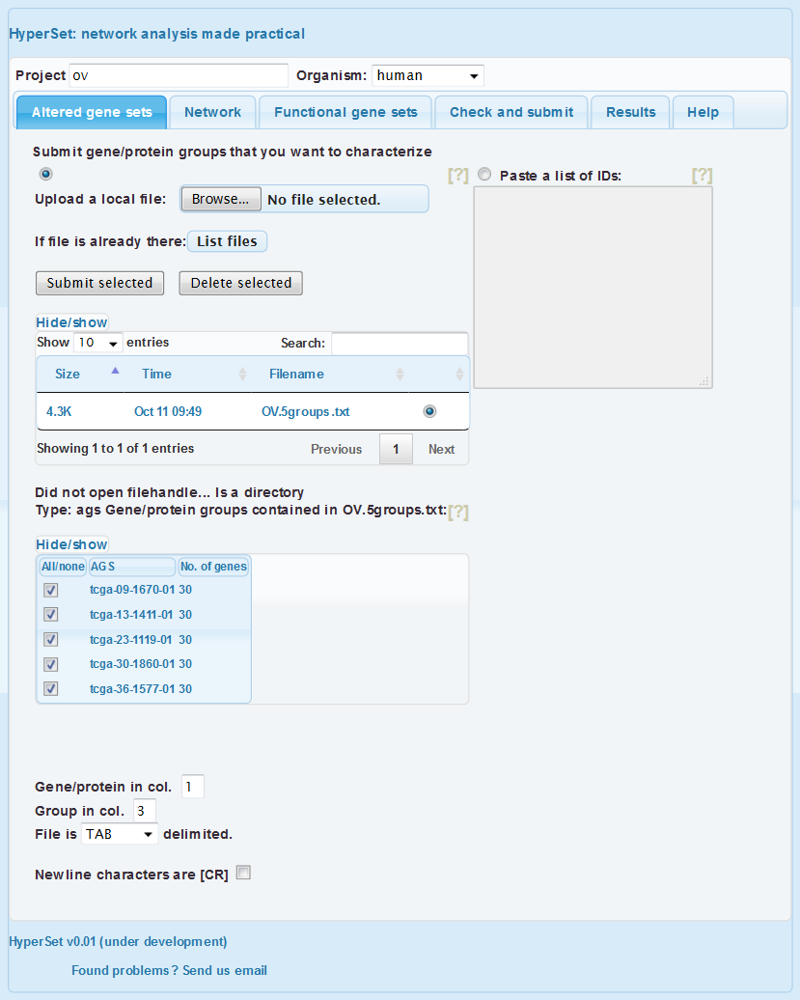 HyperSet: network analysis made practical
Project ov Organism: human
Altered gene sets Network Functional gene sets Check and submit Results Help
Submit gene/protein groups that you want to characterize
[?] Paste a list of IDs: [?]
Upload a local file: Browse... No file selected.
If file is already there: List files
Submit selected Delete selected
Hide/show
Show 10 entries Search:
Size Time Filename
4.3K Oct 11 09:49 OV.5groups.txt
Showing 1 to 1 of 1 entries Previous 1 Next
Did not open filehandle... Is a directory
Type: ags Gene/protein groups contained in OV.5groups.txt:[?]
Hide/show
All/none AGS No. of genes
tcga-09-1670-01 30
tcga-13-1411-01 30
tcga-23-1119-01 30
tcga-30-1860-01 30
tcga-36-1577-01 30
Gene/protein in col. 1
Group in col. 3
File is TAB delimited.
Newline characters are [CR]
HyperSet v0.01 (under development)
Found problems? Send us email